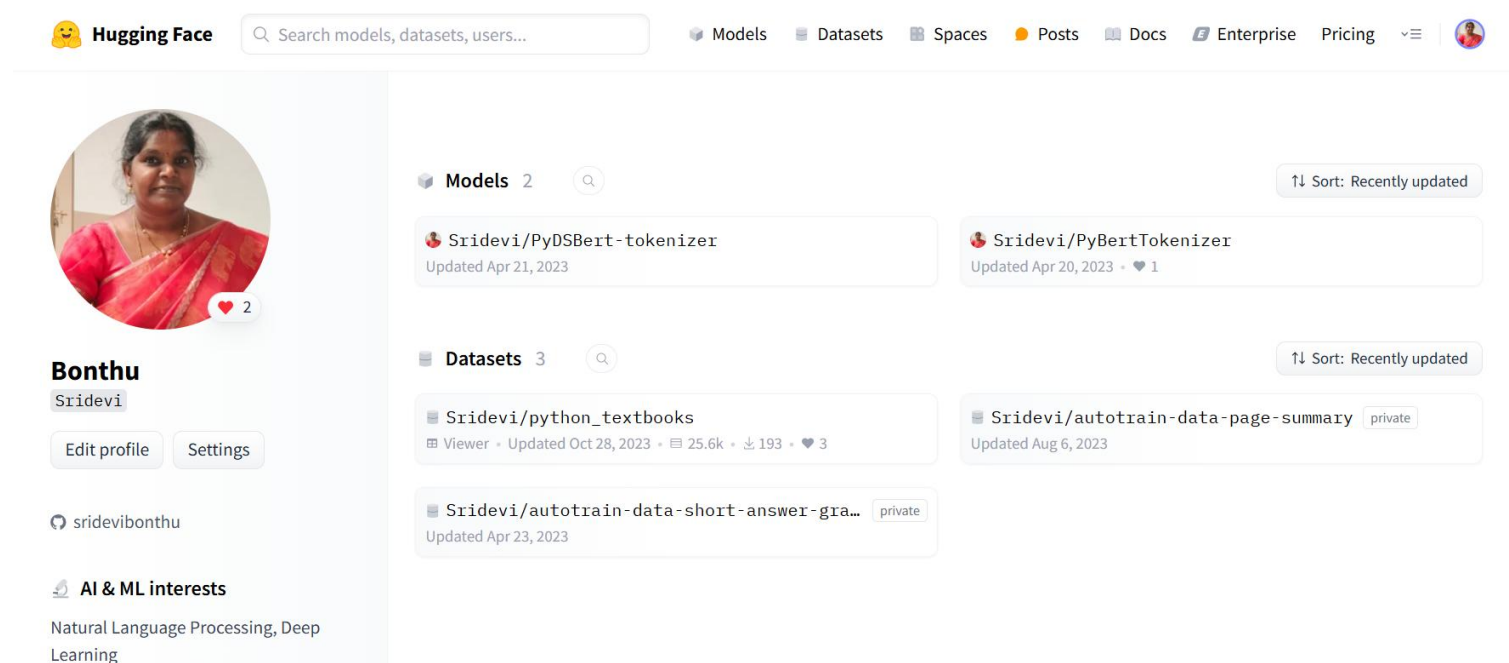 Hugging Face
Search models, datasets, users...
Models
Datasets
Spaces
Posts
Docs
Enterprise
Pricing
2
Bonthu
Sridevi
Edit profile
Settings
sridevibonthu
AI & ML interests
Natural Language Processing, Deep
Learning
Models 2
Sort: Recently updated
Sridevi/PyDSBert-tokenizer
Updated Apr 21, 2023
Sridevi/PyBertTokenizer
Updated Apr 20, 2023 • 1
Datasets 3
Sort: Recently updated
Sridevi/python_textbooks
Viewer • Updated Oct 28, 2023 • 25.6k • 193 • 3
Sridevi/autotrain-data-page-summary private
Updated Aug 6, 2023
Sridevi/autotrain-data-short-answer-gra… private
Updated Apr 23, 2023